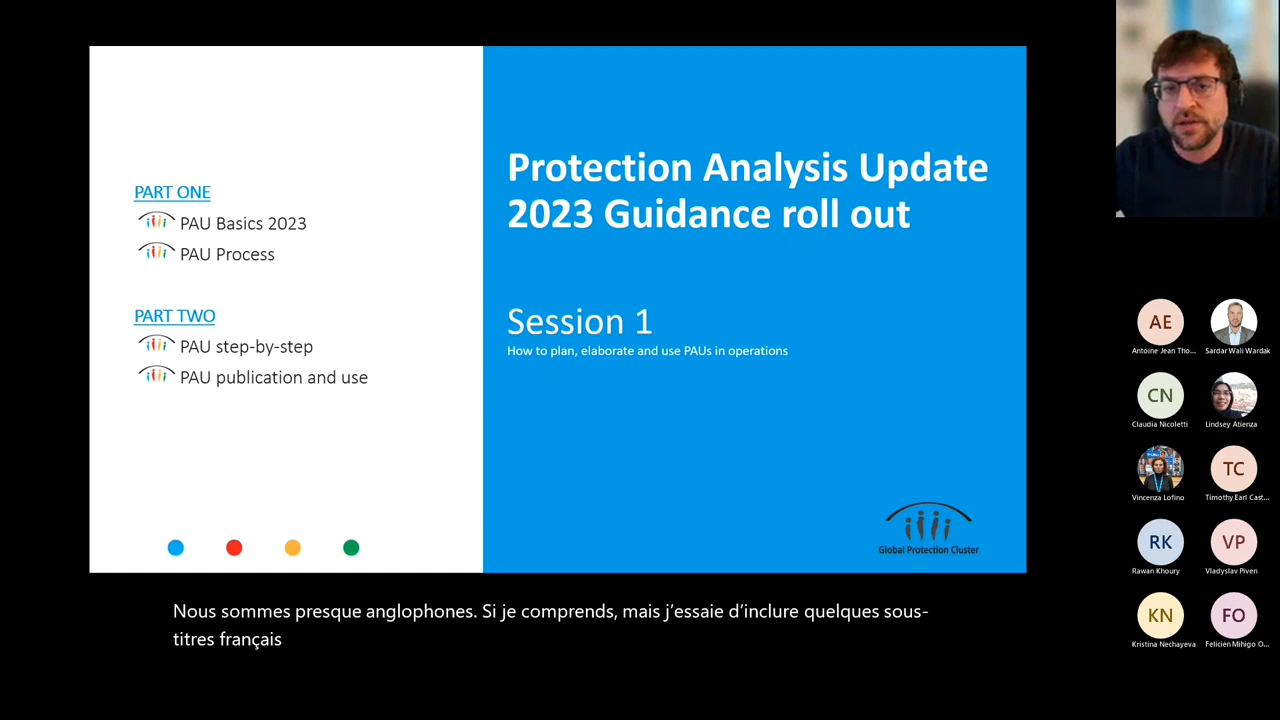 PART ONE
PAU Basics 2023
PAU Process
PART TWO
PAU step-by-step
PAU publication and use
Protection Analysis Update
2023 Guidance roll out
Session 1
How to plan, elaborate and use PAUs in operations
Global Protection Cluster
Nous sommes presque anglophones. Si je comprends, mais j’essaie d’inclure quelques sous-
titres français
AE
Antoine Jean Tho...
Sardar Wali Wardak
CN
Claudia Nicoletti
Lindsey Atienza
Vincenza Lofino
TC
Timothy Earl Cast...
RK
Rawan Khoury
VP
Vladyslav Piven
KN
Kristina Nechayeva
FO
Felicien Mihigo O...